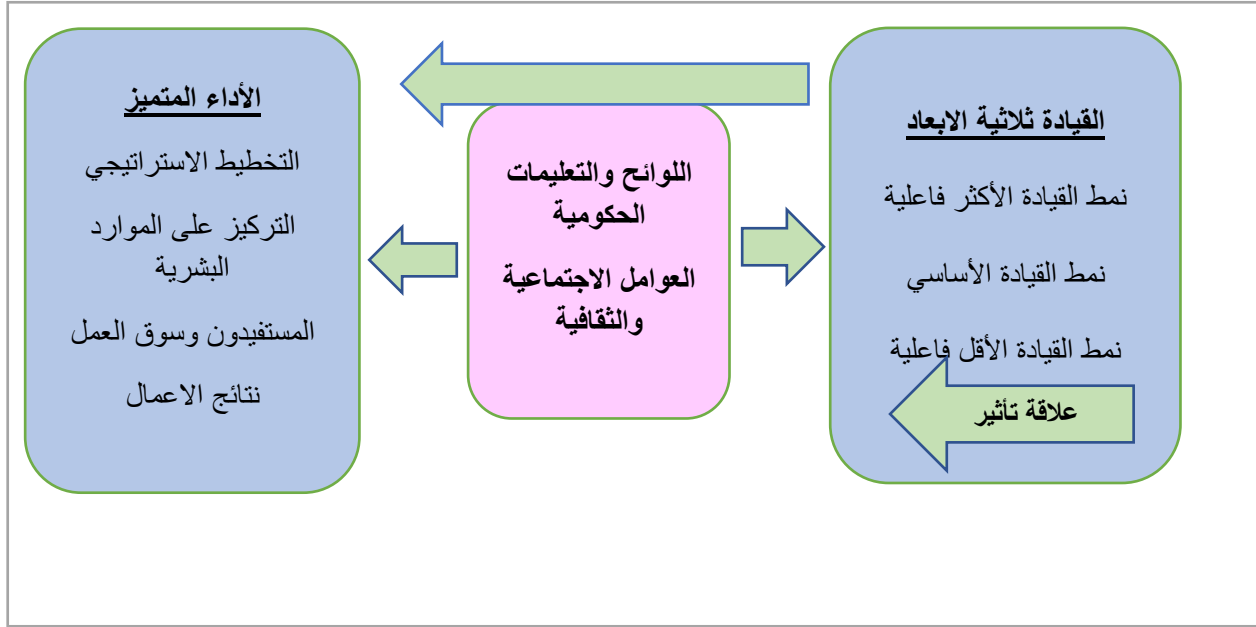 القيادة ثلاثية الابعاد
نمط القيادة الأكثر فاعلية
نمط القيادة الأساسي
نمط القيادة الأقل فاعلية
علاقة تأثير
اللوائح والتعليمات
الحكومية
العوامل الاجتماعية
والثقافية
الأداء المتميز
التخطيط الاستراتيجي
التركيز على الموارد
البشرية
المستفيدون وسوق العمل
نتائج الاعمال